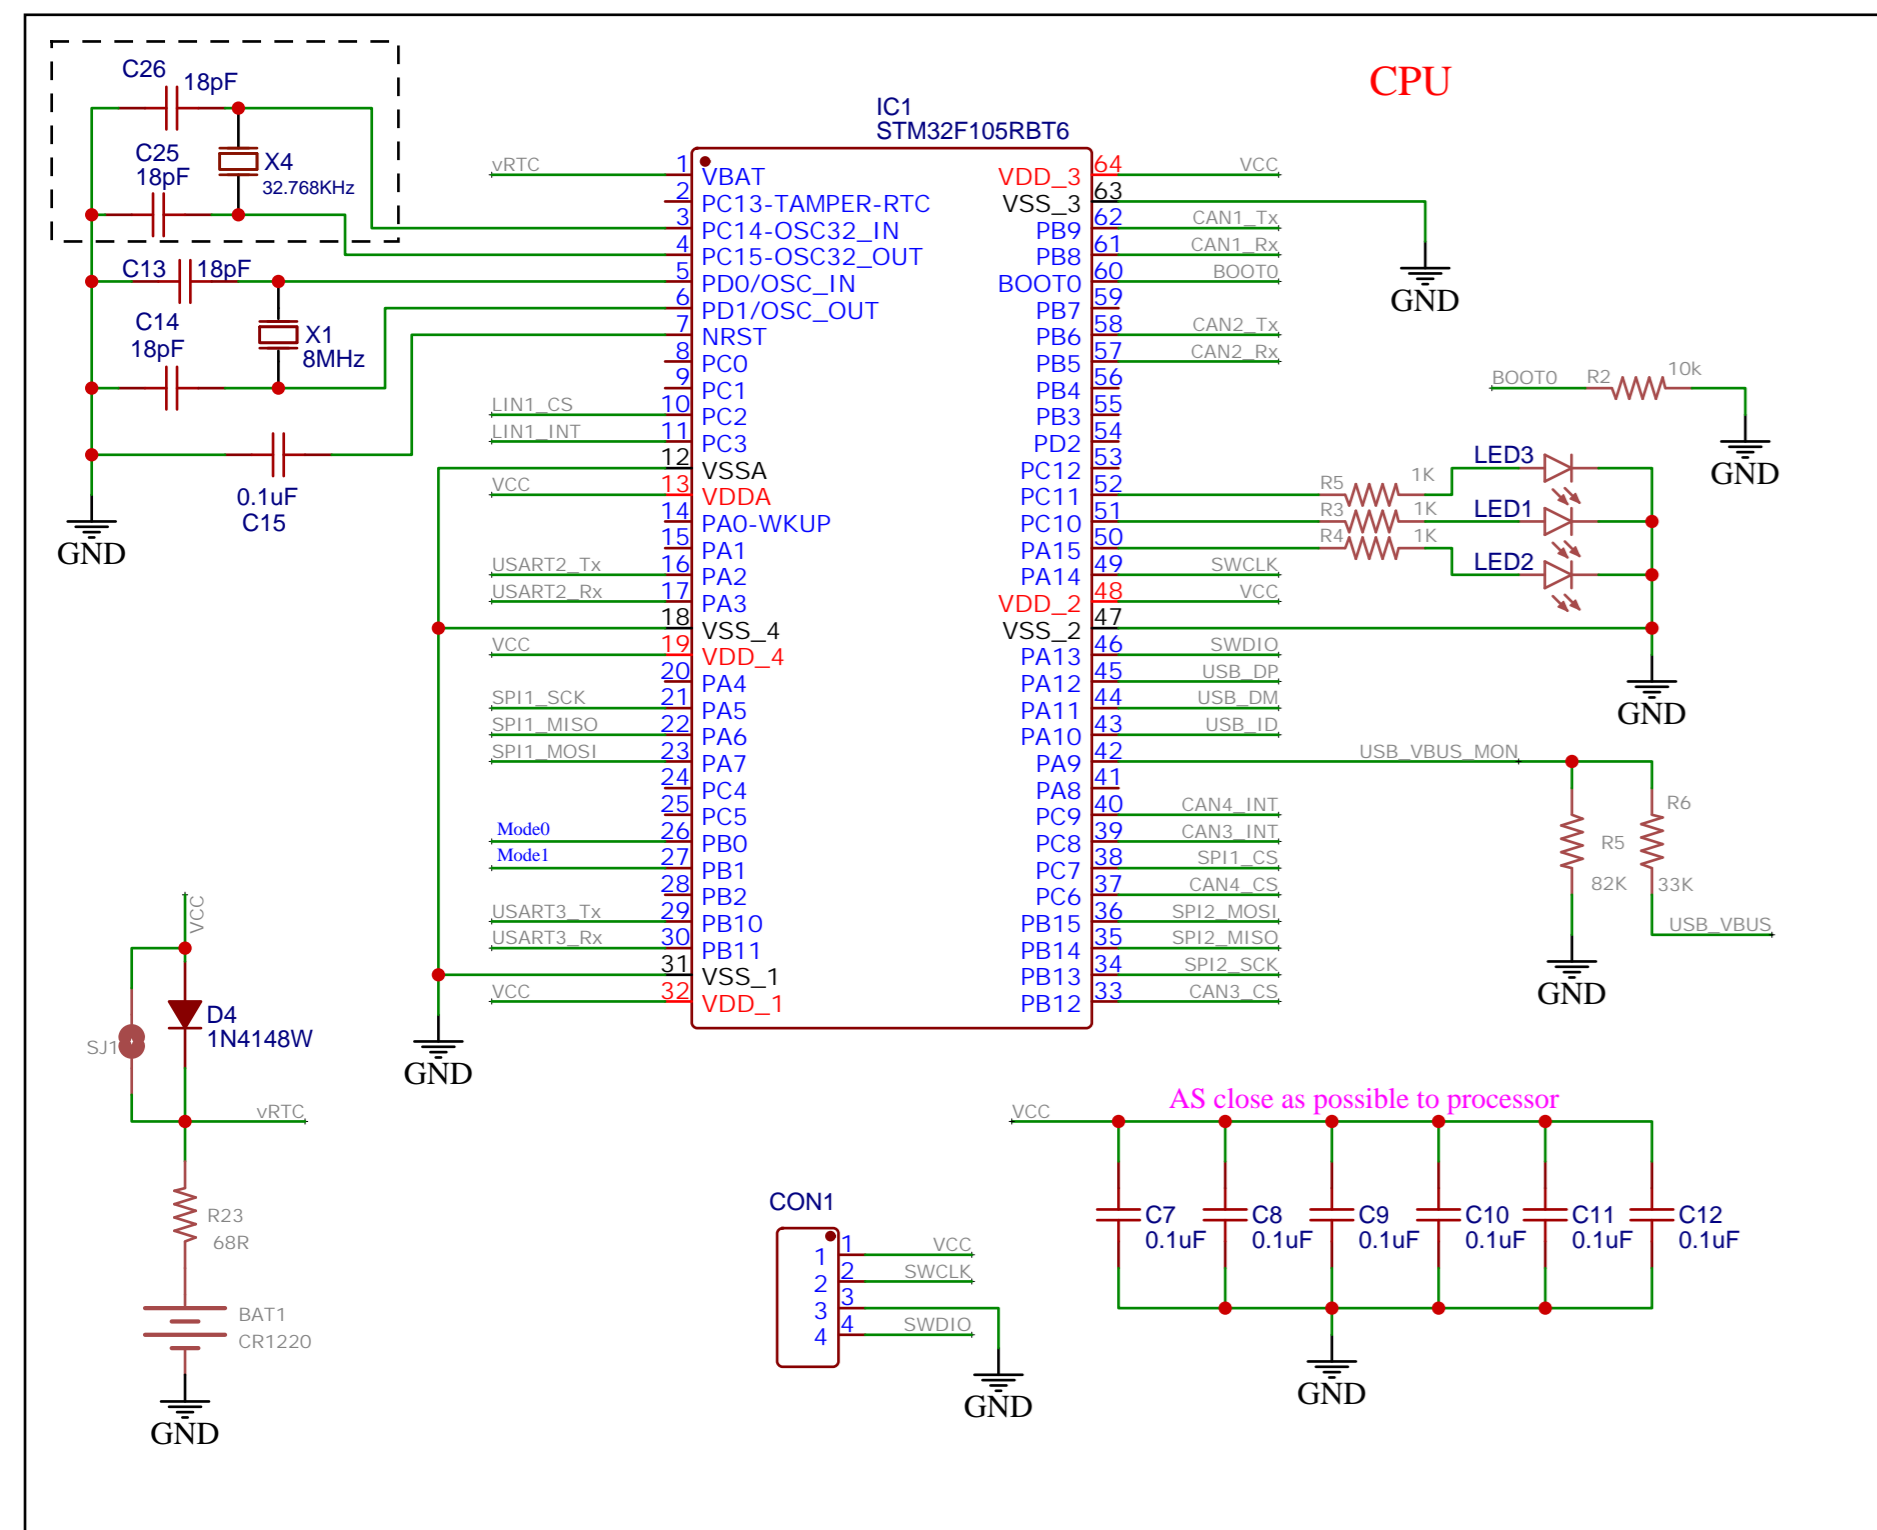 CPU
C26
18pF
C25
18pF
X4
32.768KHz
C13
18pF
C14
18pF
X1
8MHz
0.1uF
C15
GND
IC1
STM32F105RBT6
vRTC 1 VBAT
2 PC13-TAMPER-RTC
3 PC14-OSC32_IN
4 PC15-OSC32_OUT
5 PD0/OSC_IN
6 PD1/OSC_OUT
7 NRST
8 PC0
9 PC1
LIN1_CS 10 PC2
LIN1_INT 11 PC3
12 VSSA
VCC 13 VDDA
14 PA0-WKUP
15 PA1
USART2_Tx 16 PA2
USART2_Rx 17 PA3
18 VSS_4
VCC 19 VDD_4
20 PA4
SPI1_SCK 21 PA5
SPI1_MISO 22 PA6
SPI1_MOSI 23 PA7
24 PC4
25 PC5
Mode0 26 PB0
Mode1 27 PB1
28 PB2
USART3_Tx 29 PB10
USART3_Rx 30 PB11
31 VSS_1
VCC 32 VDD_1
GND
VDD_3 64 VCC
VSS_3 63
PB9 62 CAN1_Tx
PB8 61 CAN1_Rx
BOOT0 60 BOOT0
PB7 59
PB6 58 CAN2_Tx
PB5 57 CAN2_Rx
PB4 56
PB3 55
PD2 54
PC12 53
PC11 52
PC10 51
PA15 50
PA14 49 SWCLK
VDD_2 48 VCC
VSS_2 47
PA13 46 SWDIO
PA12 45 USB_DP
PA11 44 USB_DM
PA10 43 USB_ID
PA9 42 USB_VBUS_MON
PA8 41
PC9 40 CAN4_INT
PC8 39 CAN3_INT
PC7 38 SPI1_CS
PC6 37 CAN4_CS
PB15 36 SPI2_MOSI
PB14 35 SPI2_MISO
PB13 34 SPI2_SCK
PB12 33 CAN3_CS
GND
BOOT0 R2 10k
GND
R5 1K LED3
R3 1K LED1
R4 1K LED2
GND
R6
33K
R5
82K
USB_VBUS
GND
VCC
SJ1
D4
1N4148W
vRTC
R23
68R
BAT1
CR1220
GND
CON1
1 1 VCC
2 2 SWCLK
3 3
4 4 SWDIO
GND
AS close as possible to processor
VCC
C7
0.1uF
C8
0.1uF
C9
0.1uF
C10
0.1uF
C11
0.1uF
C12
0.1uF
GND